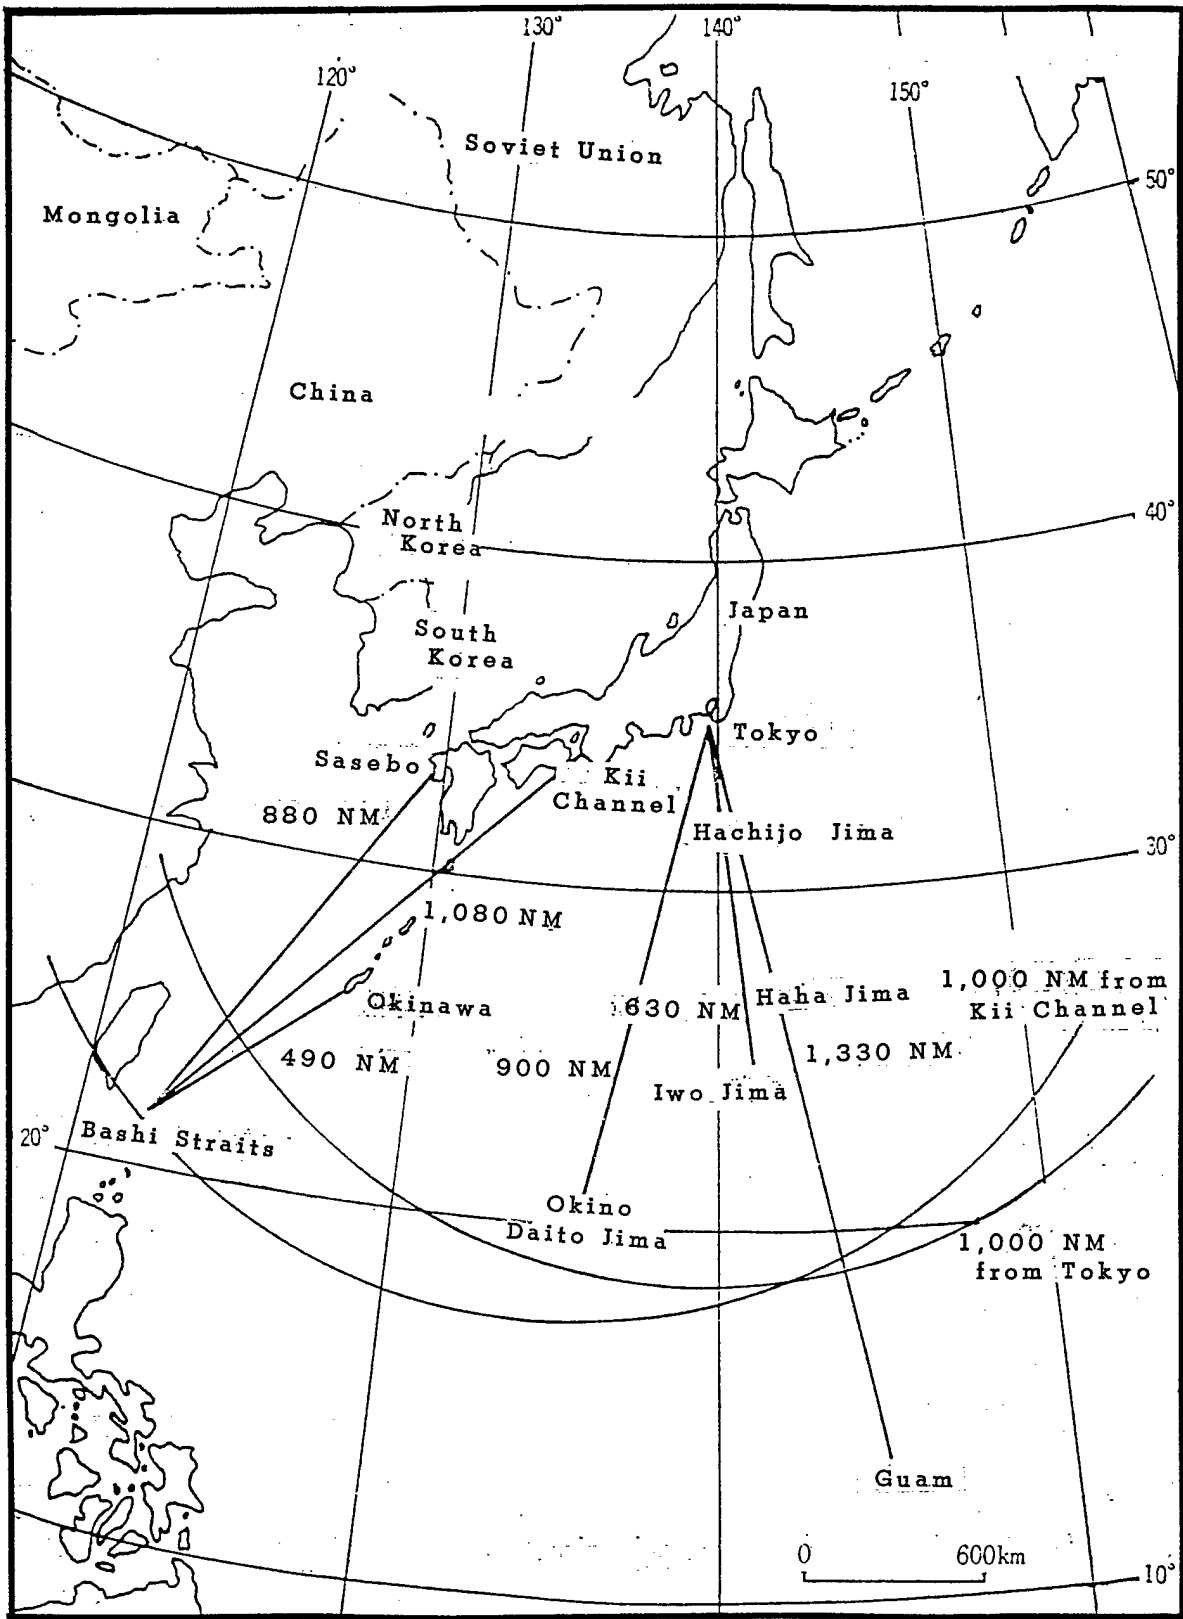 130°
140°
120°
150°
Soviet Union
50°
Mongolia
China
40°
North
Korea
Japan
South
Korea
Tokyo
Sasebo
Kii
Channel
880 NM
Hachijo Jima
30°
1,080 NM
1,000 NM from
Kii Channel
Haha Jima
Okinawa
630 NM
490 NM
900 NM
1,330 NM
Iwo Jima
20°
Bashi Straits
Okino
Daito Jima
1,000 NM
from Tokyo
Guam
0 600km
10°